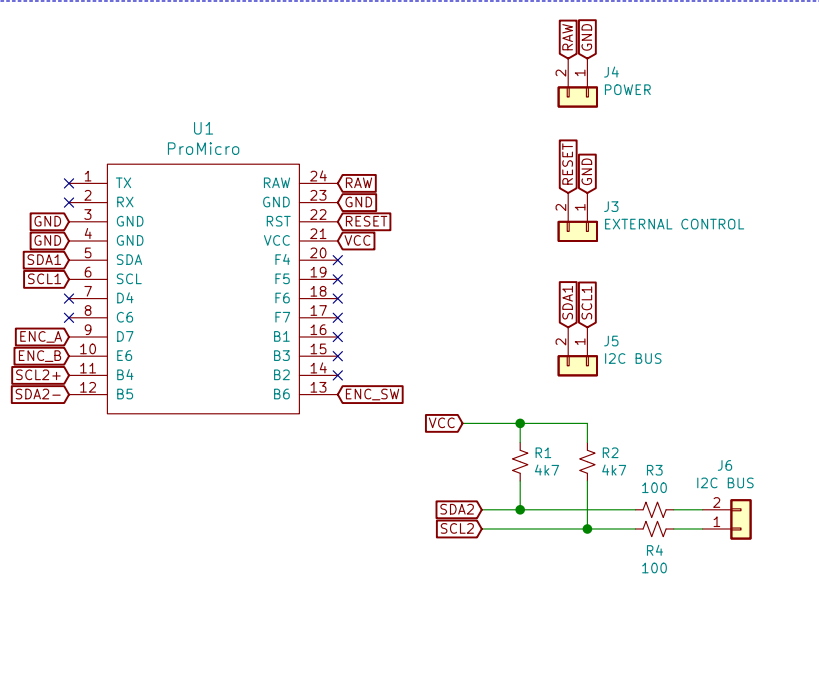 U1
ProMicro
1 TX
2 RX
GND 3 GND
GND 4 GND
SDA1 5 SDA
SCL1 6 SCL
7 D4
8 C6
ENC_A 9 D7
ENC_B 10 E6
SCL2+ 11 B4
SDA2- 12 B5
RAW 24 RAW
GND 23 GND
RST 22 RESET
VCC 21 VCC
F4 20
F5 19
F6 18
F7 17
B1 16
B3 15
B2 14
B6 13 ENC_SW
RAW GND
2 1
J4
POWER
RESET GND
2 1
J3
EXTERNAL CONTROL
SDA1 SCL1
2 1
J5
I2C BUS
VCC
R1
4k7
R2
4k7
SDA2
SCL2
R3
100
R4
100
J6
I2C BUS
2
1